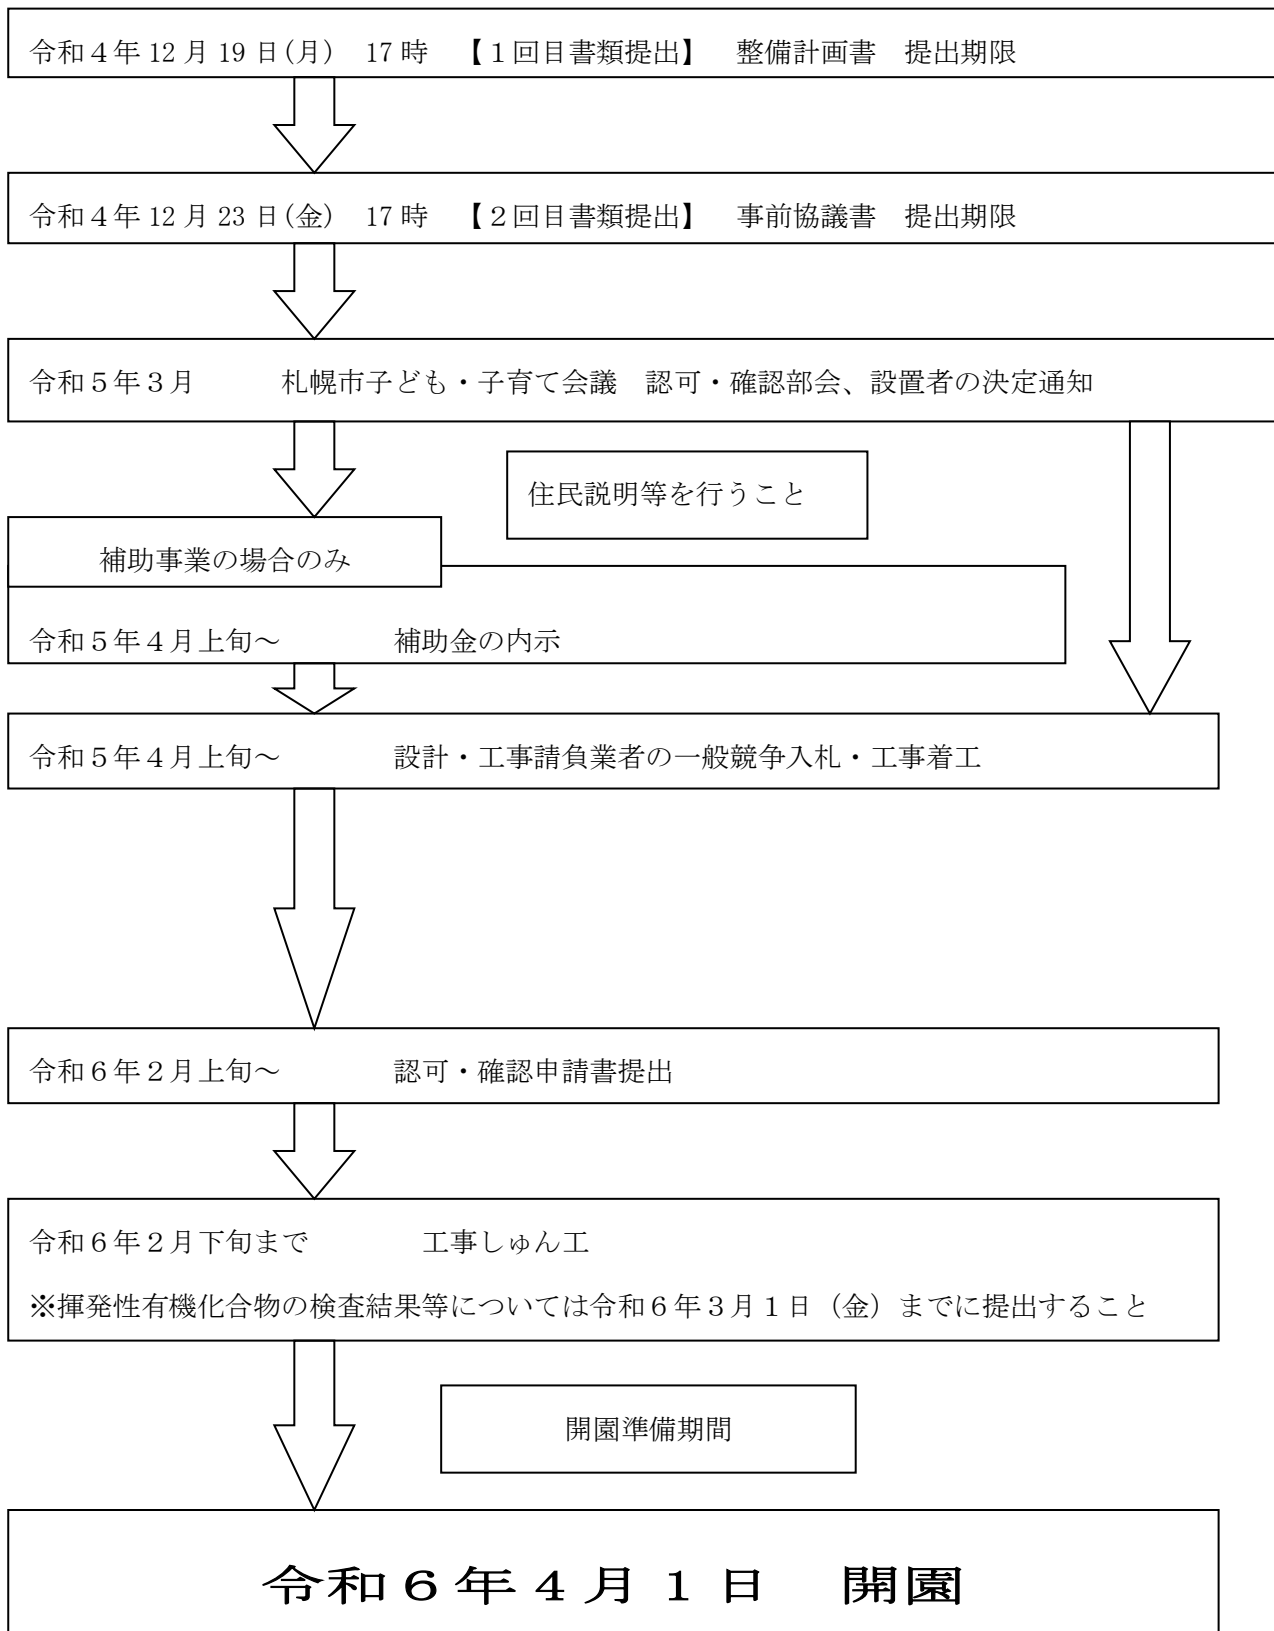 令和４年 12 月 19 日(月)　17 時　【１回目書類提出】　整備計画書　提出期限
令和４年 12 月 23 日(金)　17 時　【２回目書類提出】　事前協議書　提出期限
令和５年３月　　　札幌市子ども・子育て会議　認可・確認部会、設置者の決定通知
住民説明等を行うこと
補助事業の場合のみ
令和５年４月上旬～　　　　補助金の内示
令和５年４月上旬～　　　　設計・工事請負業者の一般競争入札・工事着工
令和６年２月上旬～　　　　認可・確認申請書提出
令和６年２月下旬まで　　　　工事しゅん工
※揮発性有機化合物の検査結果等については令和６年３月１日（金）までに提出すること
開園準備期間
令和６年４月１日　開園